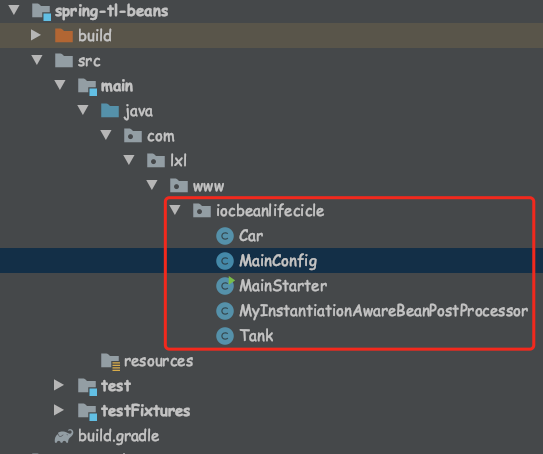 spring-tl-beans
build
src
main
java
com
lxl
www
iocbeanlifecicle
Car
MainConfig
MainStarter
MyInstantiationAwareBeanPostProcessor
Tank
resources
test
testFixtures
build.gradle